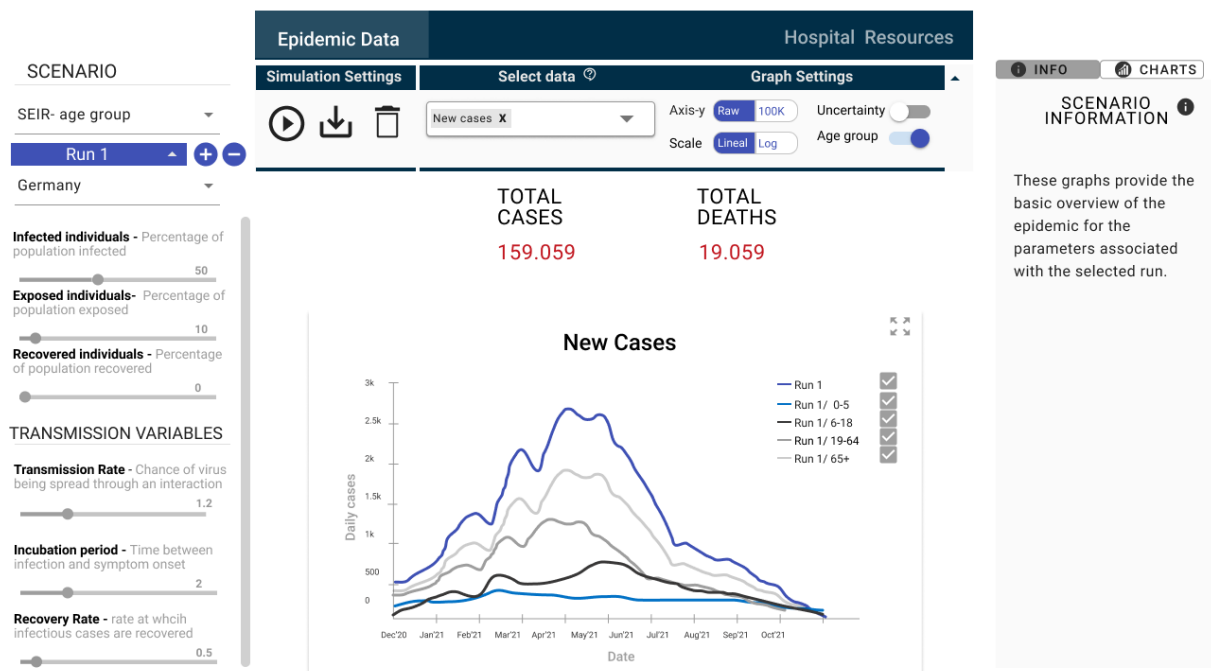 SCENARIO
SEIR- age group
Run 1
Germany
Infected individuals - Percentage of
population infected
50
Exposed individuals- Percentage of
population exposed
10
Recovered individuals - Percentage
of population recovered
0
TRANSMISSION VARIABLES
Transmission Rate - Chance of virus
being spread through an interaction
1.2
Incubation period - Time between
infection and symptom onset
2
Recovery Rate - rate at whcih
infectious cases are recovered
0.5
Epidemic Data
Hospital Resources
Simulation Settings
Select data ?
Graph Settings
New cases X
Axis-y Raw 100K
Scale Lineal Log
Uncertainty
Age group
TOTAL
CASES
159.059
TOTAL
DEATHS
19.059
New Cases
3k
2.5k
2k
1.5k
1k
500
0
Daily cases
Run 1
Run 1/ 0-5
Run 1/ 6-18
Run 1/ 19-64
Run 1/ 65+
Dec'20 Jan'21 Feb'21 Mar'21 Apr'21 May'21 Jun'21 Jul'21 Aug'21 Sep'21 Oct'21
Date
INFO
CHARTS
SCENARIO
INFORMATION
These graphs provide the
basic overview of the
epidemic for the
parameters associated
with the selected run.